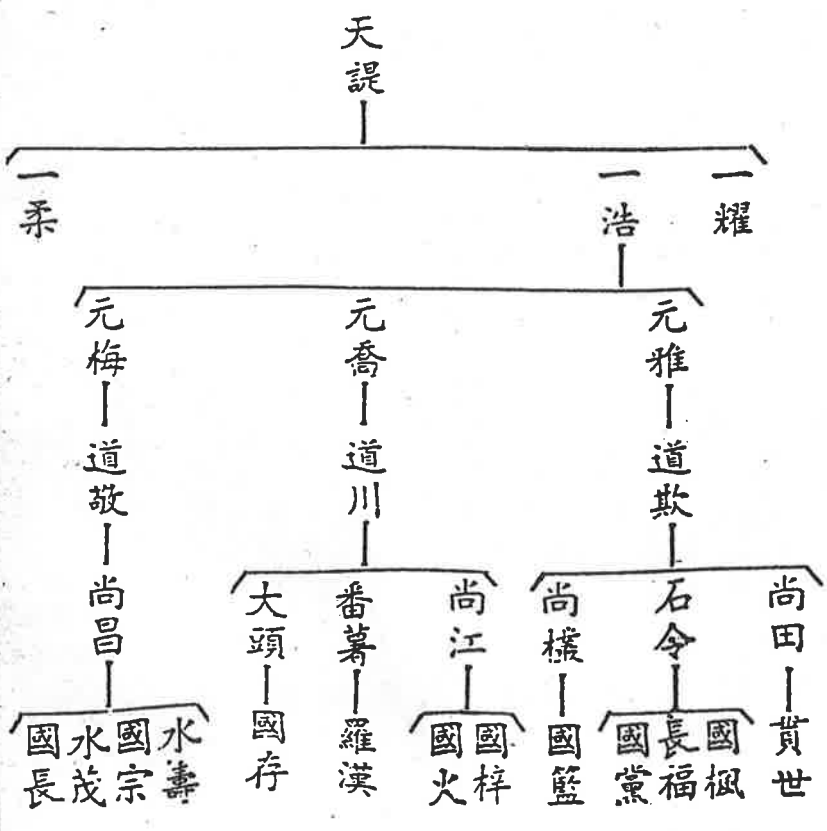 天諟
一耀
一浩
一柔
元雅
元喬
元梅
道欺
道川
道敬
尚田
石令
尚欉
尚江
番薯
大頭
尚昌
貫世
國楓
長福
國黨
國籃
國梓
國火
羅漢
國存
水壽
國宗
水茂
國長